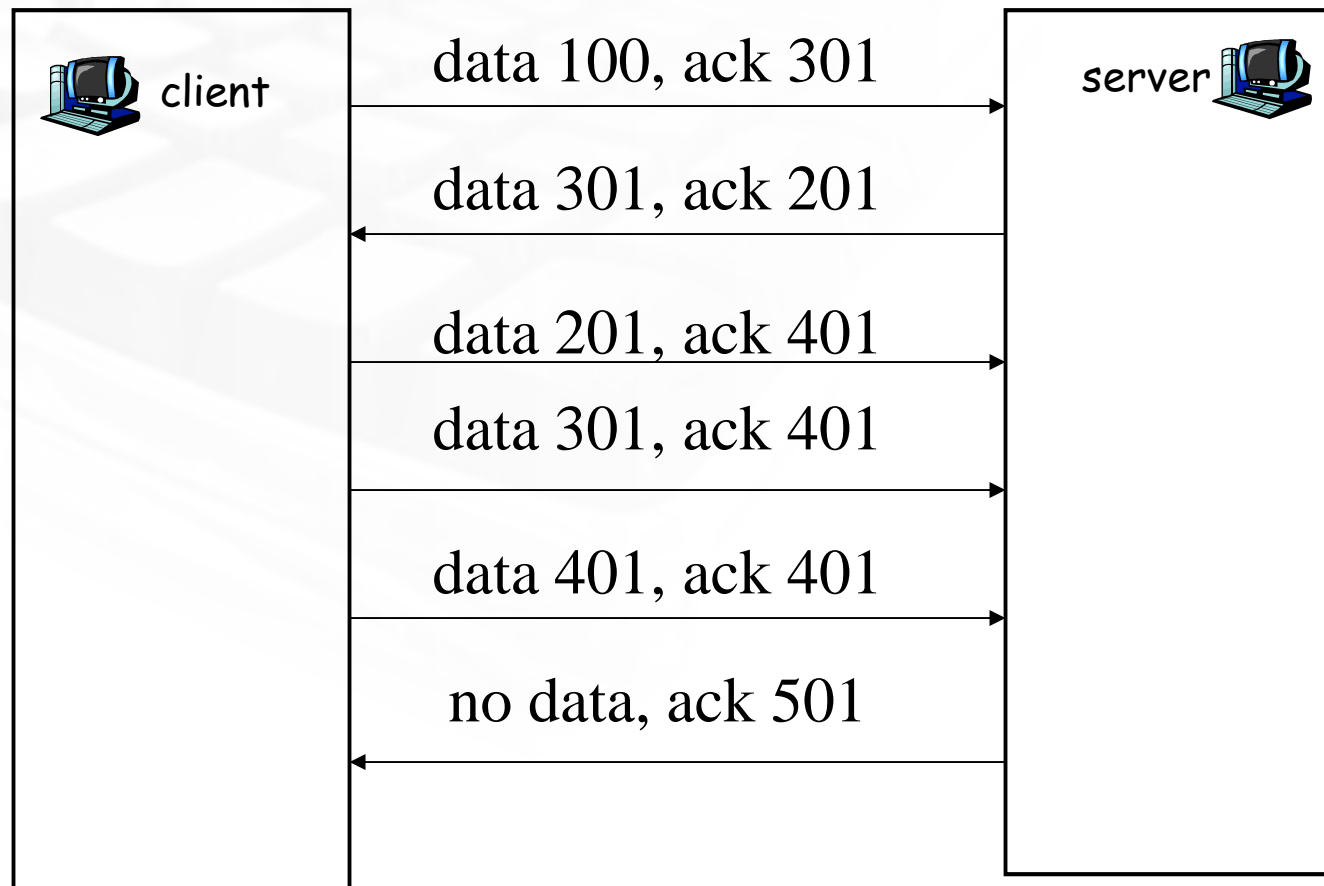 client
server
data 100, ack 301
data 301, ack 201
data 201, ack 401
data 301, ack 401
data 401, ack 401
no data, ack 501